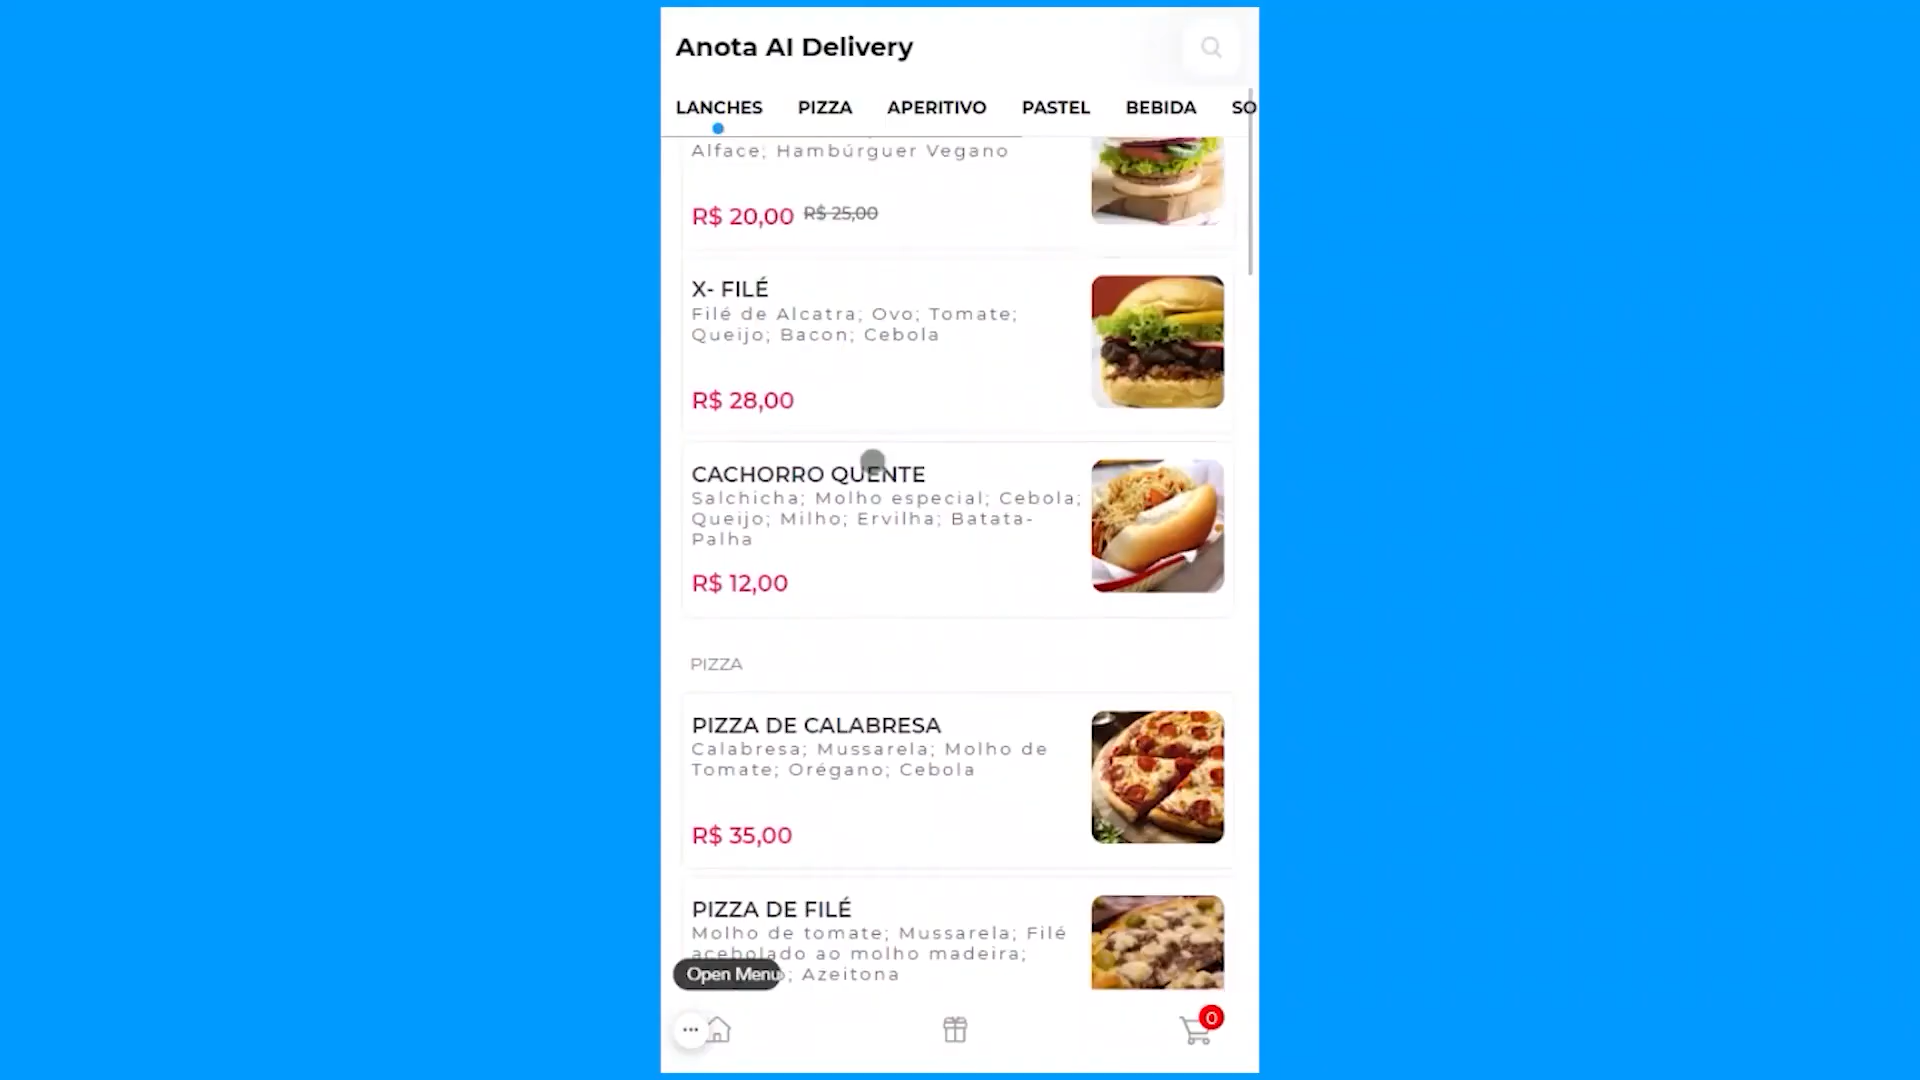 Anota AI Delivery
LANCHES PIZZA APERITIVO PASTEL BEBIDA SO
Alface; Hambúrguer Vegano
R$ 20,00 R$ 25,00
X- FILÉ
Filé de Alcatra; Ovo; Tomate;
Queijo; Bacon; Cebola
R$ 28,00
CACHORRO QUENTE
Salchicha; Molho especial; Cebola;
Queijo; Milho; Ervilha; Batata-
Palha
R$ 12,00
PIZZA
PIZZA DE CALABRESA
Calabresa; Mussarela; Molho de
Tomate; Orégano; Cebola
R$ 35,00
PIZZA DE FILÉ
Molho de tomate; Mussarela; Filé
acebolado ao molho madeira;
Open Menu ; Azeitona
0